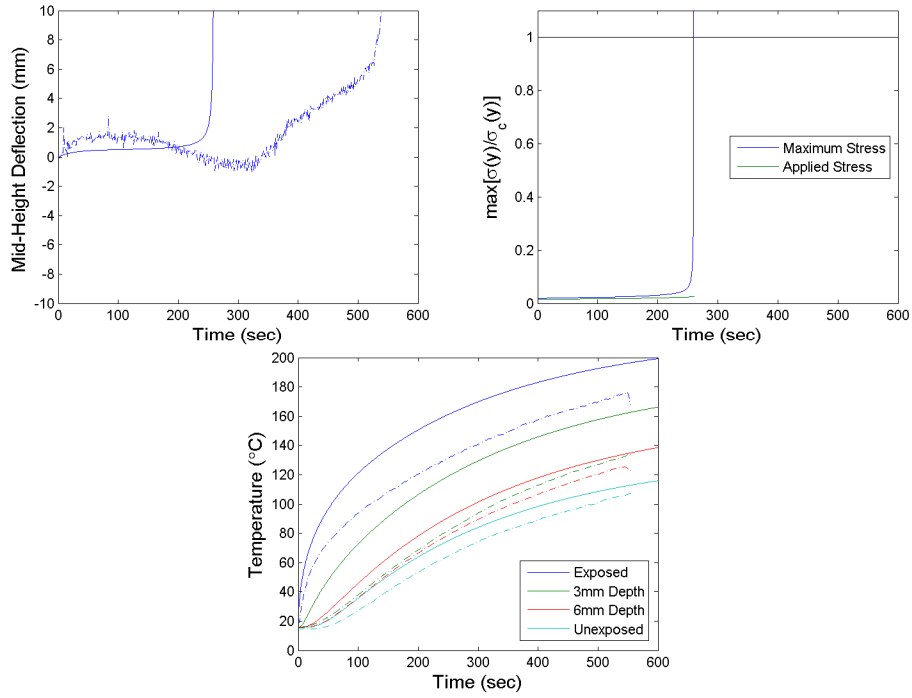 Mid-Height Deflection (mm)
10
8
6
4
2
0
-2
-4
-6
-8
-10
0 100 200 300 400 500 600
Time (sec)
max[σ(y)/σc(y)]
1
0.8
0.6
0.4
0.2
0
Maximum Stress
Applied Stress
0 100 200 300 400 500 600
Time (sec)
Temperature (°C)
200
180
160
140
120
100
80
60
40
20
0
Exposed
3mm Depth
6mm Depth
Unexposed
0 100 200 300 400 500 600
Time (sec)